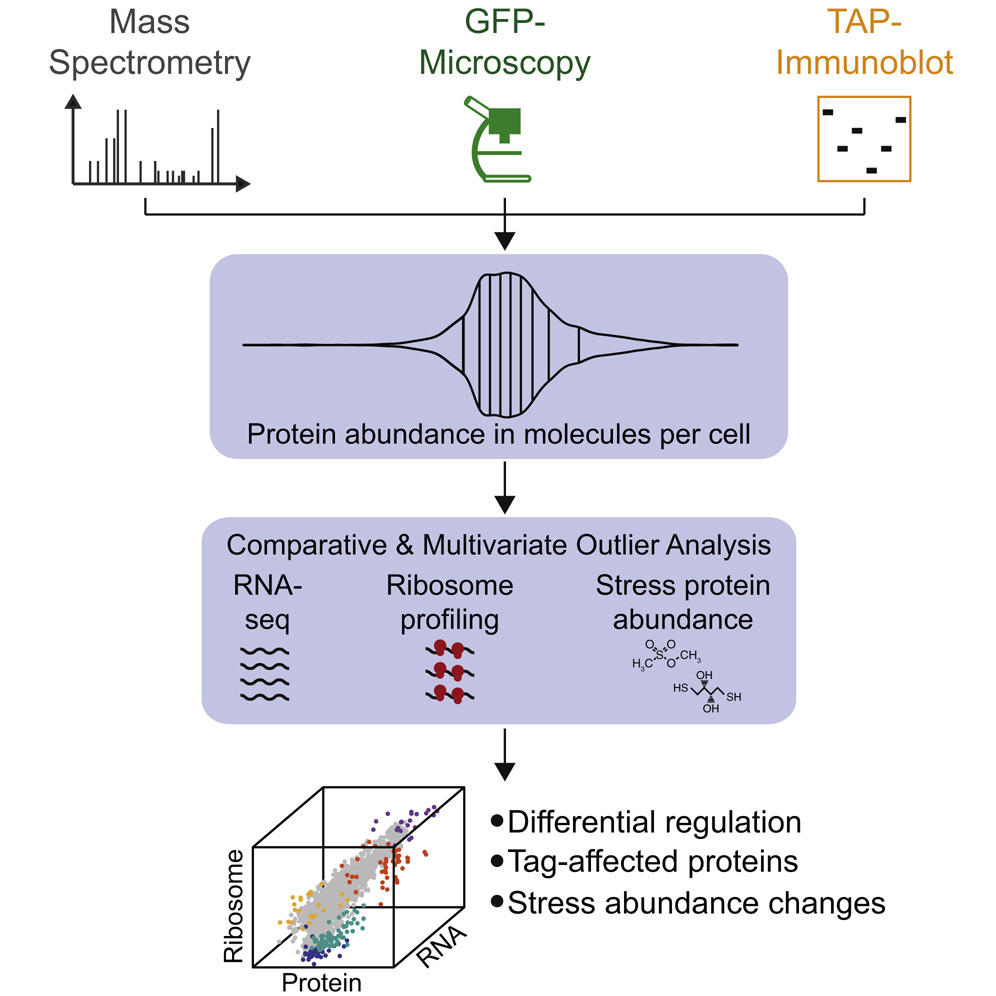 Mass
Spectrometry
GFP-
Microscopy
TAP-
Immunoblot
Protein abundance in molecules per cell
Comparative & Multivariate Outlier Analysis
RNA-
seq
Ribosome
profiling
Stress protein
abundance
O O
S
H₃C O CH₃
OH
HS
SH
OH
Ribosome
Protein
RNA
•Differential regulation
•Tag-affected proteins
•Stress abundance changes